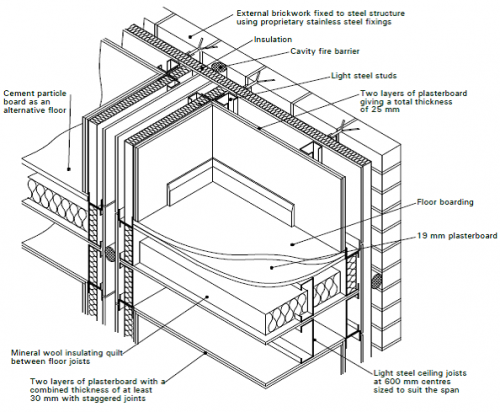 External brickwork fixed to steel structure
using proprietary stainless steel fixings
Insulation
Cavity fire barrier
Light steel studs
Two layers of plasterboard
giving a total thickness
of 25 mm
Cement particle
board as an
alternative floor
Floor boarding
19 mm plasterboard
Mineral wool insulating quilt
between floor joists
Two layers of plasterboard with a
combined thickness of at least
30 mm with staggered joints
Light steel ceiling joists
at 600 mm centres
sized to suit the span